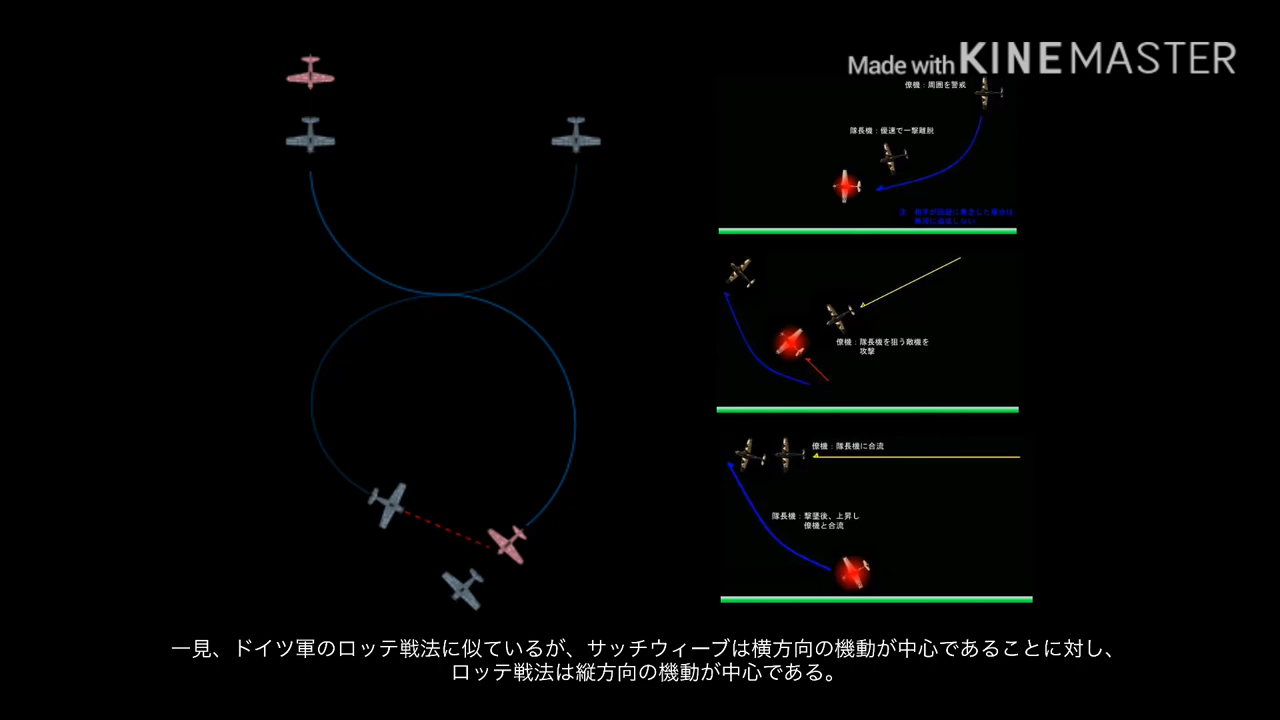 Made with KINEMASTER
僚機：周囲を警戒
隊長機：優速で一撃離脱
僚機：隊長機を狙う敵機を
攻撃
僚機：隊長機に合流
隊長機：撃墜後、上昇し
僚機と合流
一見、ドイツ軍のロッテ戦法に似ているが、サッチウィーブは横方向の機動が中心であることに対し、
ロッテ戦法は縦方向の機動が中心である。